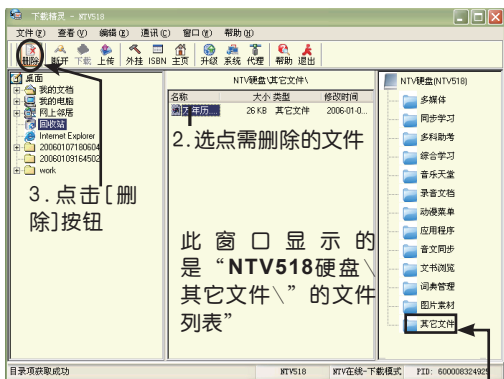 下载精灵 - NTV518
文件(F) 查看(V) 编辑(E) 通讯(C) 窗口(W) 帮助(H)
删除 断开 下载 上传 外挂 ISBN 主页 升级 系统 代理 帮助 退出
桌面
我的文档
我的电脑
网上邻居
回收站
Internet Explorer
20060107180604
20060109164502
work
3.点击[删
除]按钮
NTV硬盘\其它文件\
名称 大小 类型 修改时间
万年历.... 26 KB 其它文件 2006-01-0...
2.选点需删除的文件
此窗口显示的
是“NTV518硬盘\
其它文件\”的文件
列表”
NTV硬盘(NTV518)
多媒体
同步学习
多科助考
综合学习
音乐天堂
录音文档
动漫菜单
应用程序
音文同步
文书浏览
词典管理
图片素材
其它文件
目录项获取成功 NTV518 NTV在线-下载模式 PID: 600008324925